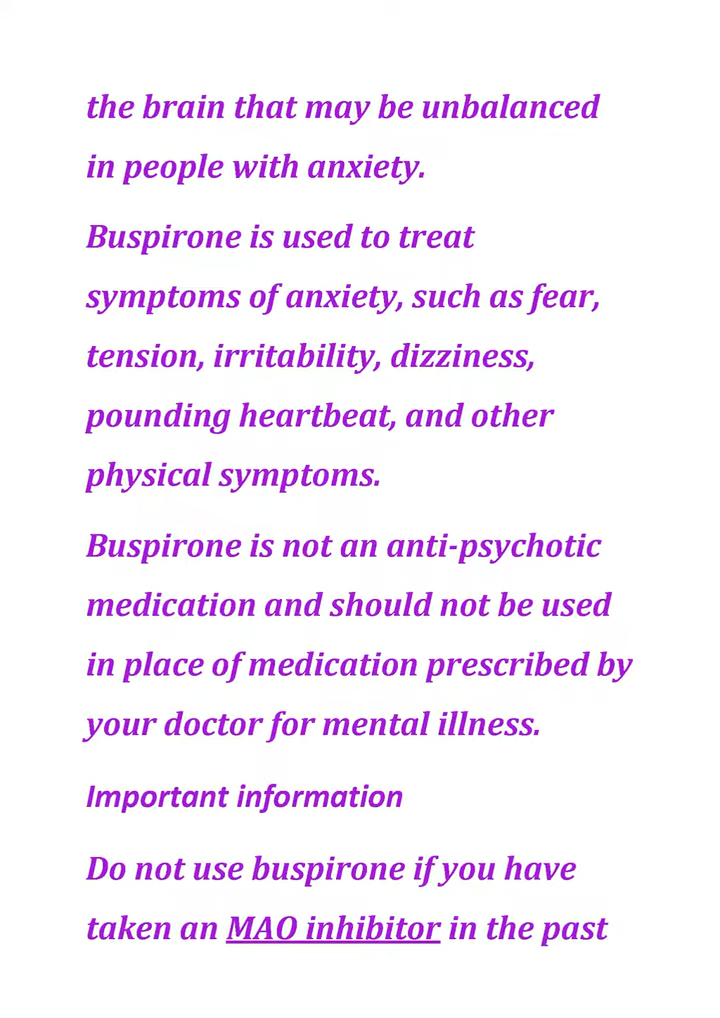 the brain that may be unbalanced
in people with anxiety.
Buspirone is used to treat
symptoms of anxiety, such as fear,
tension, irritability, dizziness,
pounding heartbeat, and other
physical symptoms.
Buspirone is not an anti-psychotic
medication and should not be used
in place of medication prescribed by
your doctor for mental illness.
Important information
Do not use buspirone if you have
taken an MAO inhibitor in the past